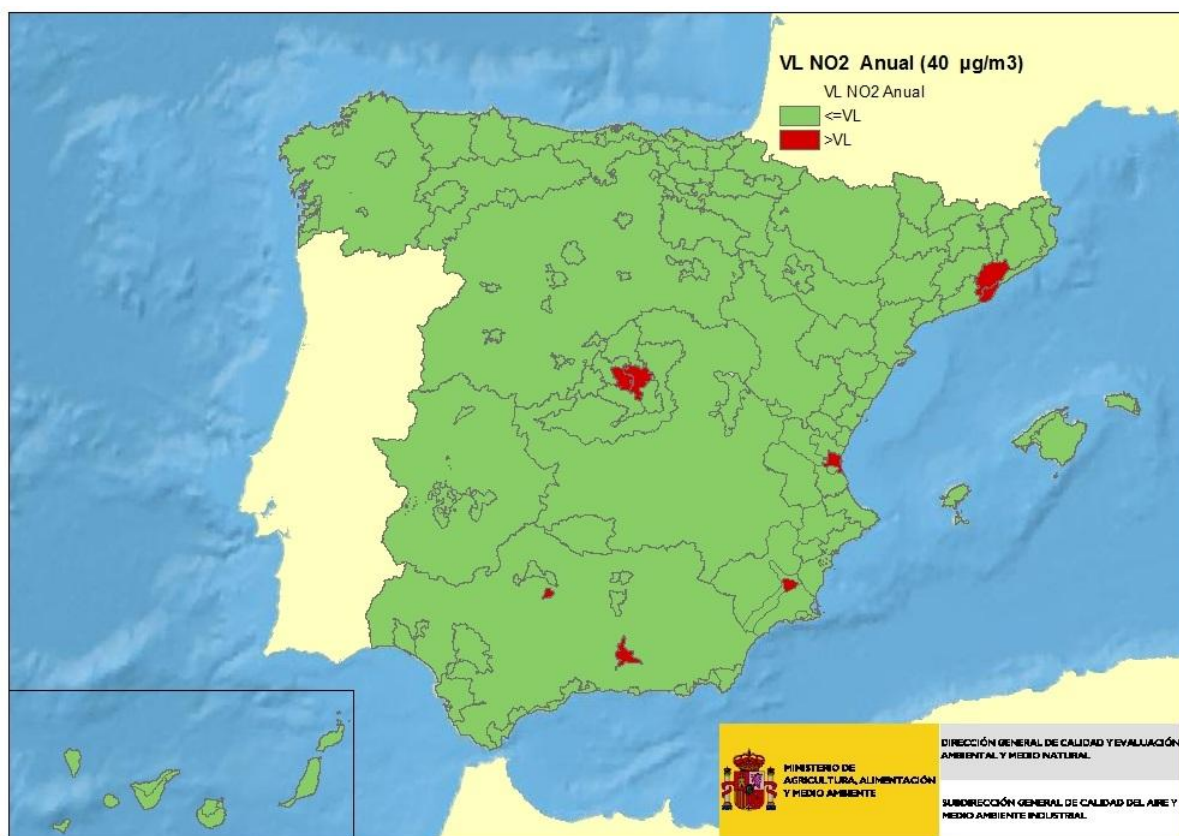 VL NO2 Anual (40 µg/m3)
VL NO2 Anual
<=VL
>VL
MINISTERIO DE
AGRICULTURA, ALIMENTACIÓN
Y MEDIO AMBIENTE
DIRECCIÓN GENERAL DE CALIDAD Y EVALUACIÓN
AMBIENTAL Y MEDIO NATURAL
SUBDIRECCIÓN GENERAL DE CALIDAD DEL AIRE Y
MEDIO AMBIENTE INDUSTRIAL